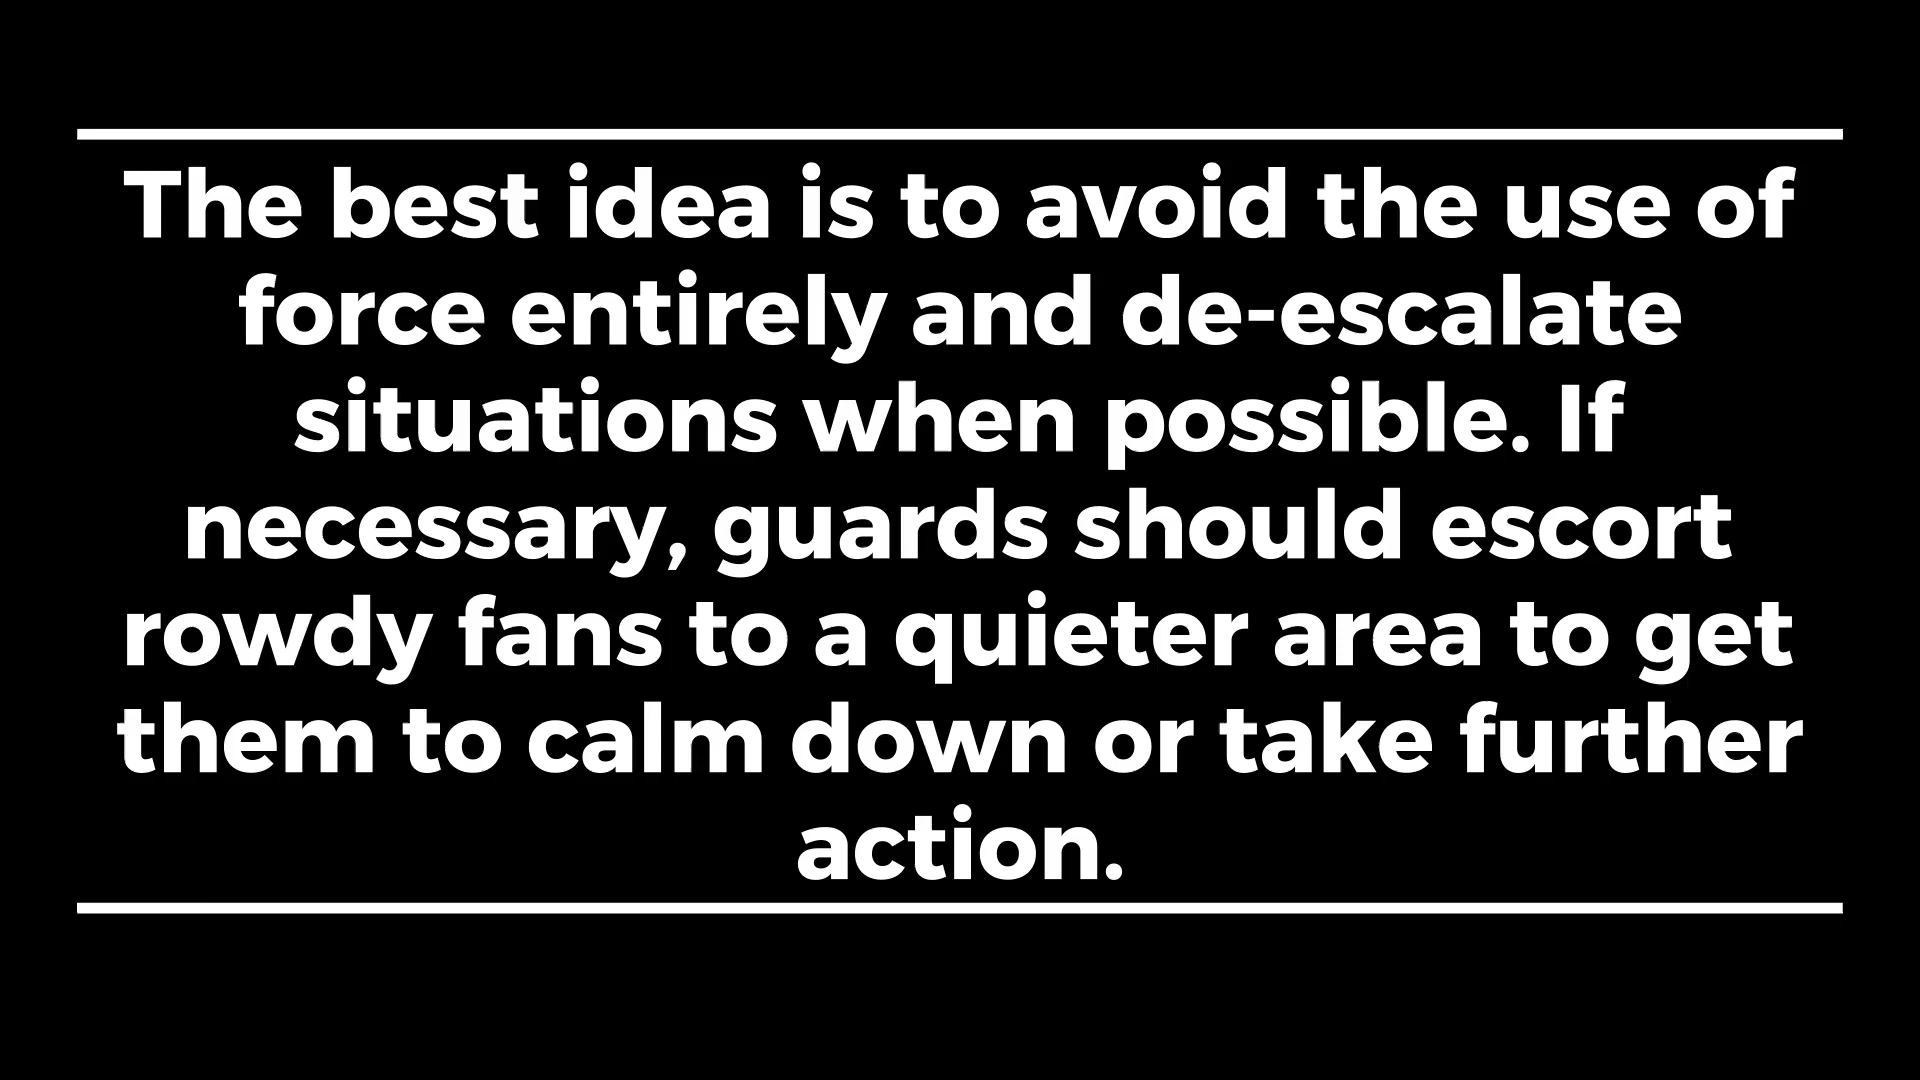 The best idea is to avoid the use of
force entirely and de-escalate
situations when possible. If
necessary, guards should escort
rowdy fans to a quieter area to get
them to calm down or take further
action.